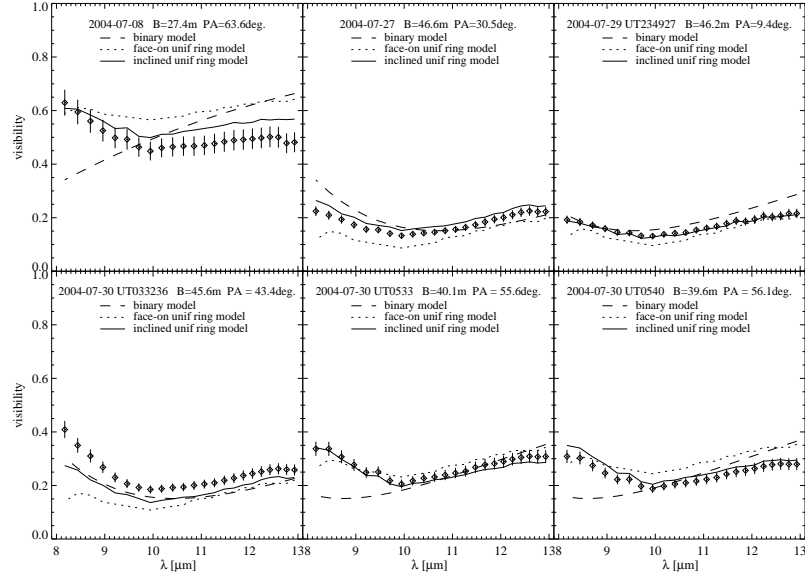 2004-07-08 B=27.4m PA=63.6deg.
binary model
face-on unif ring model
inclined unif ring model
2004-07-27 B=46.6m PA=30.5deg.
binary model
face-on unif ring model
inclined unif ring model
2004-07-29 UT234927 B=46.2m PA=9.4deg.
binary model
face-on unif ring model
inclined unif ring model
visibility
1.0
0.8
0.6
0.4
0.2
0.0
2004-07-30 UT033236 B=45.6m PA = 43.4deg.
binary model
face-on unif ring model
inclined unif ring model
2004-07-30 UT0533 B=40.1m PA = 55.6deg.
binary model
face-on unif ring model
inclined unif ring model
2004-07-30 UT0540 B=39.6m PA = 56.1deg.
binary model
face-on unif ring model
inclined unif ring model
visibility
1.0
0.8
0.6
0.4
0.2
0.0
8 9 10 11 12 13 8 9 10 11 12 13 8 9 10 11 12 13
λ [μm] λ [μm] λ [μm]